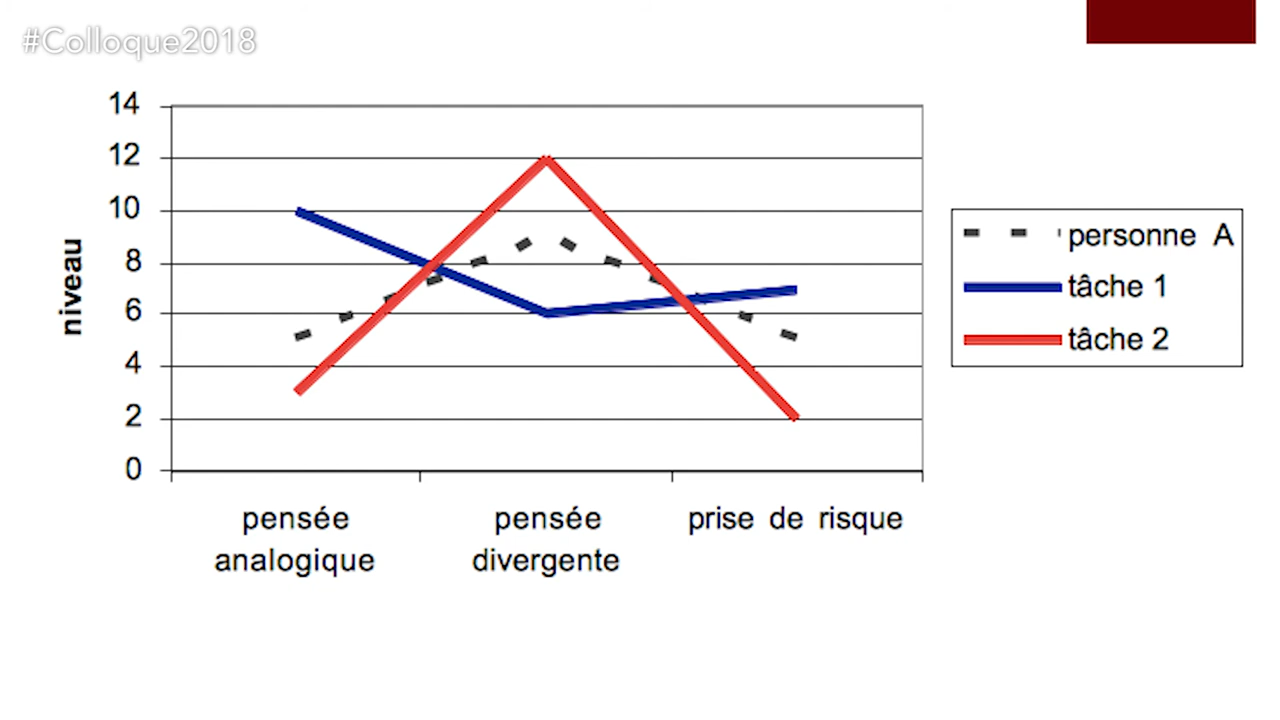 #Colloque2018
14
12
10
8
6
4
2
0
niveau
pensée
analogique
pensée
divergente
prise de risque
personne A
tâche 1
tâche 2